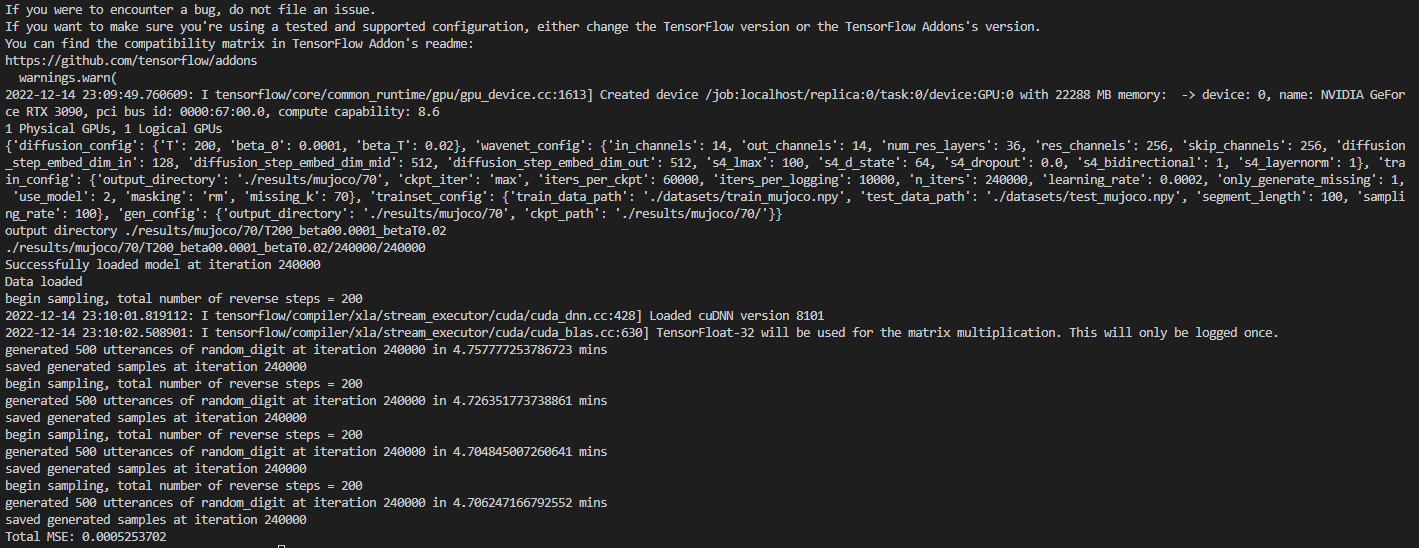 If you were to encounter a bug, do not file an issue.
If you want to make sure you're using a tested and supported configuration, either change the TensorFlow version or the TensorFlow Addons's version.
You can find the compatibility matrix in TensorFlow Addon's readme:
https://github.com/tensorflow/addons
  warnings.warn(
2022-12-14 23:09:49.760609: I tensorflow/core/common_runtime/gpu/gpu_device.cc:1613] Created device /job:localhost/replica:0/task:0/device:GPU:0 with 22288 MB memory:  -> device: 0, name: NVIDIA GeFor
ce RTX 3090, pci bus id: 0000:67:00.0, compute capability: 8.6
1 Physical GPUs, 1 Logical GPUs
{'diffusion_config': {'T': 200, 'beta_0': 0.0001, 'beta_T': 0.02}, 'wavenet_config': {'in_channels': 14, 'out_channels': 14, 'num_res_layers': 36, 'res_channels': 256, 'skip_channels': 256, 'diffusion
_step_embed_dim_in': 128, 'diffusion_step_embed_dim_mid': 512, 'diffusion_step_embed_dim_out': 512, 's4_lmax': 100, 's4_d_state': 64, 's4_dropout': 0.0, 's4_bidirectional': 1, 's4_layernorm': 1}, 'tra
in_config': {'output_directory': './results/mujoco/70', 'ckpt_iter': 'max', 'iters_per_ckpt': 60000, 'iters_per_logging': 10000, 'n_iters': 240000, 'learning_rate': 0.0002, 'only_generate_missing': 1,
 'use_model': 2, 'masking': 'rm', 'missing_k': 70}, 'trainset_config': {'train_data_path': './datasets/train_mujoco.npy', 'test_data_path': './datasets/test_mujoco.npy', 'segment_length': 100, 'sampli
ng_rate': 100}, 'gen_config': {'output_directory': './results/mujoco/70', 'ckpt_path': './results/mujoco/70/'}}
output directory ./results/mujoco/70/T200_beta00.0001_betaT0.02
./results/mujoco/70/T200_beta00.0001_betaT0.02/240000/240000
Successfully loaded model at iteration 240000
Data loaded
begin sampling, total number of reverse steps = 200
2022-12-14 23:10:01.819112: I tensorflow/compiler/xla/stream_executor/cuda/cuda_dnn.cc:428] Loaded cuDNN version 8101
2022-12-14 23:10:02.508901: I tensorflow/compiler/xla/stream_executor/cuda/cuda_blas.cc:630] TensorFloat-32 will be used for the matrix multiplication. This will only be logged once.
generated 500 utterances of random_digit at iteration 240000 in 4.757777253786723 mins
saved generated samples at iteration 240000
begin sampling, total number of reverse steps = 200
generated 500 utterances of random_digit at iteration 240000 in 4.726351773738861 mins
saved generated samples at iteration 240000
begin sampling, total number of reverse steps = 200
generated 500 utterances of random_digit at iteration 240000 in 4.704845007260641 mins
saved generated samples at iteration 240000
begin sampling, total number of reverse steps = 200
generated 500 utterances of random_digit at iteration 240000 in 4.706247166792552 mins
saved generated samples at iteration 240000
Total MSE: 0.0005253702